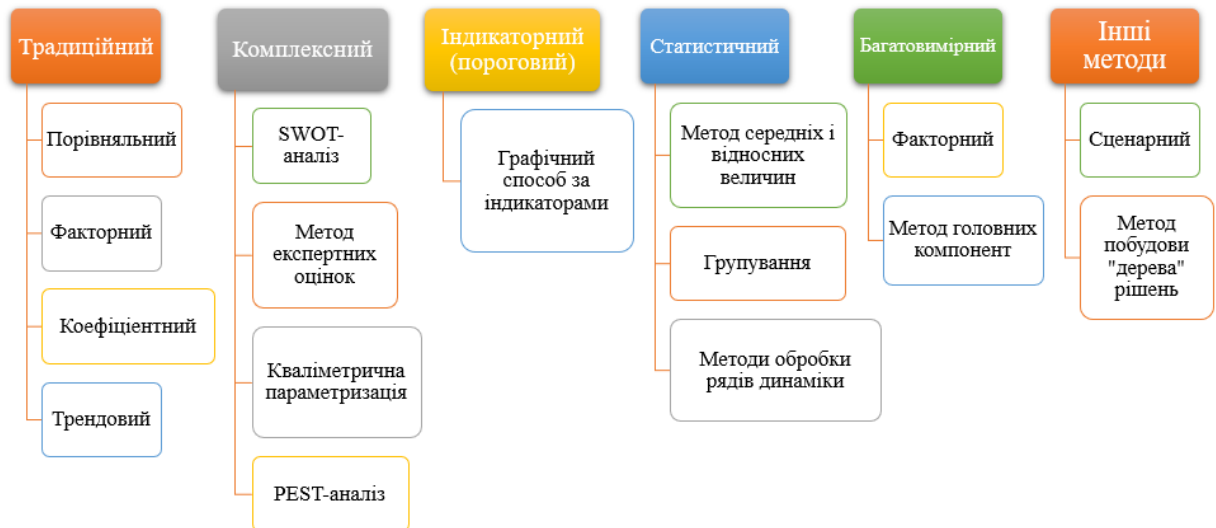 Традиційний
Порівняльний
Факторний
Коефіціентний
Трендовий
Комплексний
SWOT-
аналіз
Метод
експертних
оцінок
Кваліметрична
параметризація
PEST-аналіз
Індикаторний
(пороговий)
Графічний
спосіб за
індикаторами
Статистичний
Метод середніх і
відносних
величин
Групування
Методи обробки
рядів динаміки
Багатовимірний
Факторний
Метод головних
компонент
Інші
методи
Сценарний
Метод
побудови
"дерева"
рішень